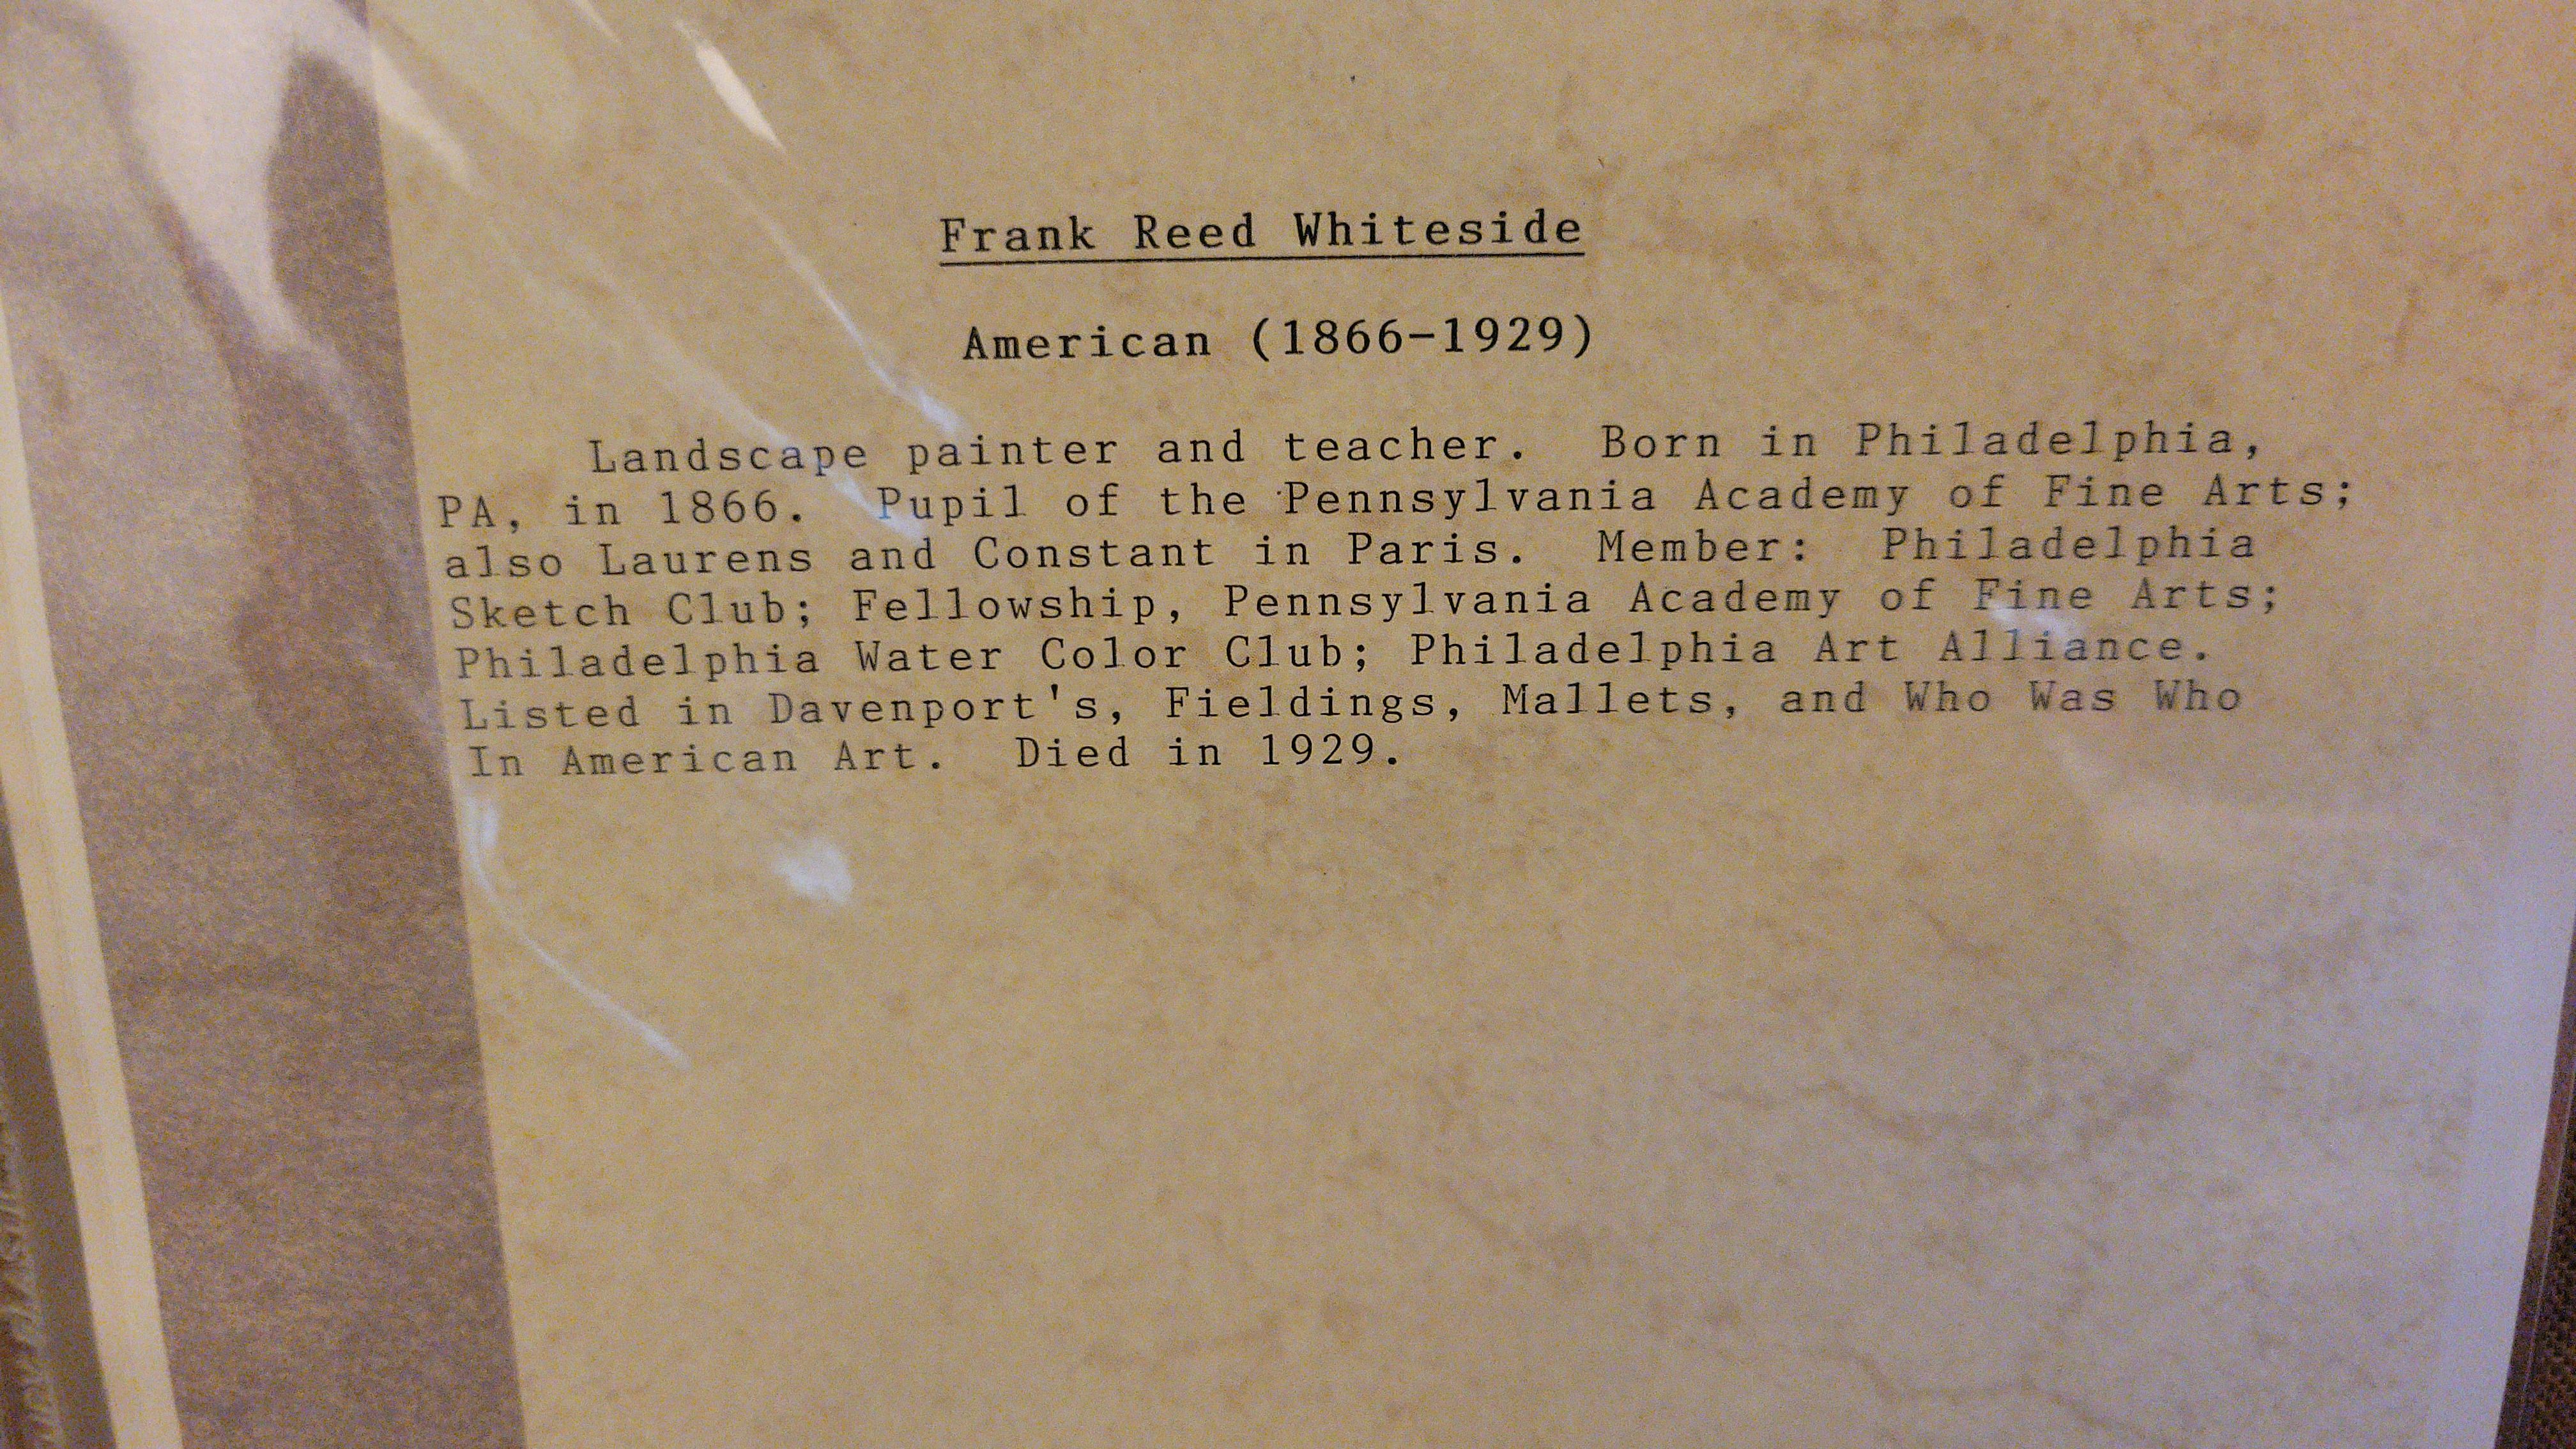 Frank Reed Whiteside
American (1866-1929)
Landscape painter and teacher. Born in Philadelphia,
PA, in 1866. Pupil of the Pennsylvania Academy of Fine Arts;
also Laurens and Constant in Paris. Member: Philadelphia
Sketch Club; Fellowship, Pennsylvania Academy of Fine Arts;
Philadelphia Water Color Club; Philadelphia Art Alliance.
Listed in Davenport's, Fieldings, Mallets, and Who Was Who
In American Art. Died in 1929.